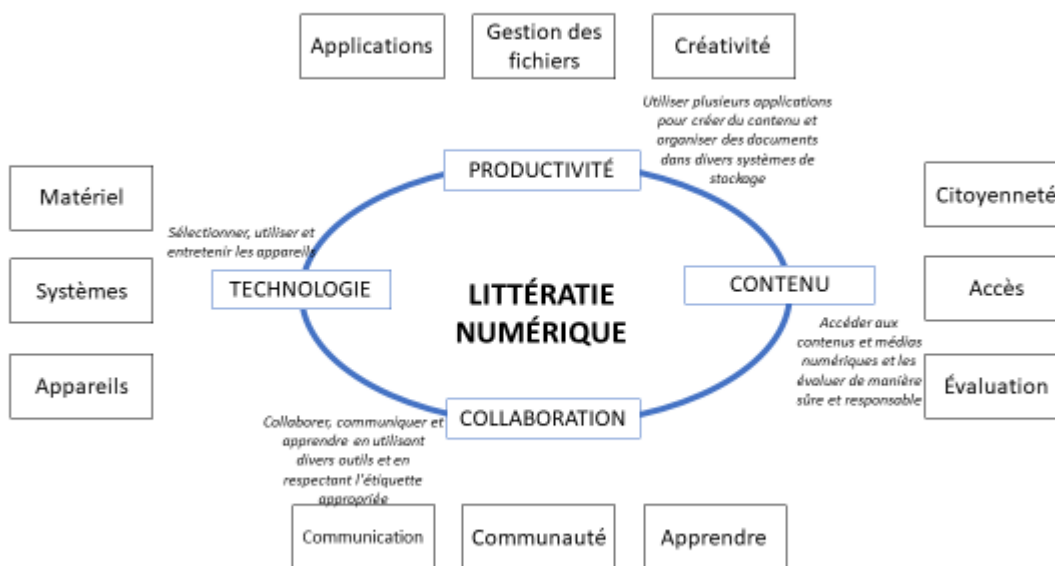 Applications
Gestion des
fichiers
Créativité
Utiliser plusieurs applications
pour créer du contenu et
organiser des documents
dans divers systèmes de
stockage
PRODUCTIVITÉ
Matériel
Systèmes
Appareils
Sélectionner, utiliser et
entretenir les appareils
TECHNOLOGIE
LITTÉRATIE
NUMÉRIQUE
CONTENU
Accéder aux
contenus et médias
numériques et les
évaluer de manière
sûre et responsable
Citoyenneté
Accès
Évaluation
COLLABORATION
Collaborer, communiquer et
apprendre en utilisant
divers outils et en
respectant l'étiquette
appropriée
Communication
Communauté
Apprendre